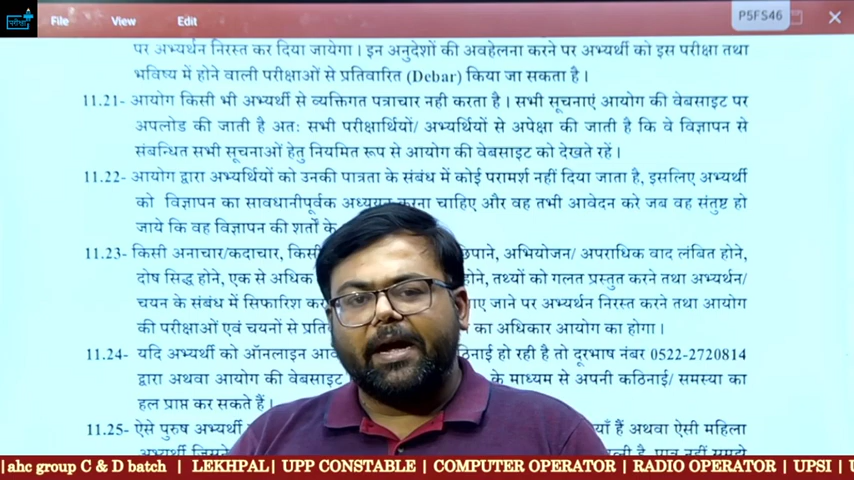 परीक्षा
File View Edit
P5FS46
पर अभ्यर्थन निरस्त कर दिया जायेगा। इन अनुदेशों की अवहेलना करने पर अभ्यर्थी को इस परीक्षा तथा
भविष्य में होने वाली परीक्षाओं से प्रतिवारित (Debar) किया जा सकता है।
11.21- आयोग किसी भी अभ्यर्थी से व्यक्तिगत पत्राचार नही करता है। सभी सूचनाएं आयोग की वेबसाइट पर
अपलोड की जाती है अतः सभी परीक्षार्थियों/ अभ्यर्थियों से अपेक्षा की जाती है कि वे विज्ञापन से
संबन्धित सभी सूचनाओं हेतु नियमित रूप से आयोग की वेबसाइट को देखते रहें।
11.22- आयोग द्वारा अभ्यर्थियों को उनकी पात्रता के संबंध में कोई परामर्श नहीं दिया जाता है, इसलिए अभ्यर्थी
को विज्ञापन का सावधानीपूर्वक अध्ययन करना चाहिए और वह तभी आवेदन करे जब वह संतुष्ट हो
जाये कि वह विज्ञापन की शर्तों के
11.23- किसी अनाचार/कदाचार, किसी छिपाने, अभियोजन/ अपराधिक वाद लंबित होने,
दोष सिद्ध होने, एक से अधिक होने, तथ्यों को गलत प्रस्तुत करने तथा अभ्यर्थन/
चयन के संबंध में सिफारिश जाने पर अभ्यर्थन निरस्त करने तथा आयोग
की परीक्षाओं एवं चयनों से का अधिकार आयोग का होगा।
11.24- यदि अभ्यर्थी को ऑनलाइन हो रही है तो दूरभाष नंबर 0522-2720814
द्वारा अथवा आयोग की वेबसाइट के माध्यम से अपनी कठिनाई/ समस्या का
हल प्राप्त कर सकते हैं।
11.25- ऐसे पुरुष अभ्यर्थी हैं अथवा ऐसी महिला
|ahc group C & D batch | LEKHPAL| UPP CONSTABLE | COMPUTER OPERATOR | RADIO OPERATOR | UPSI | U